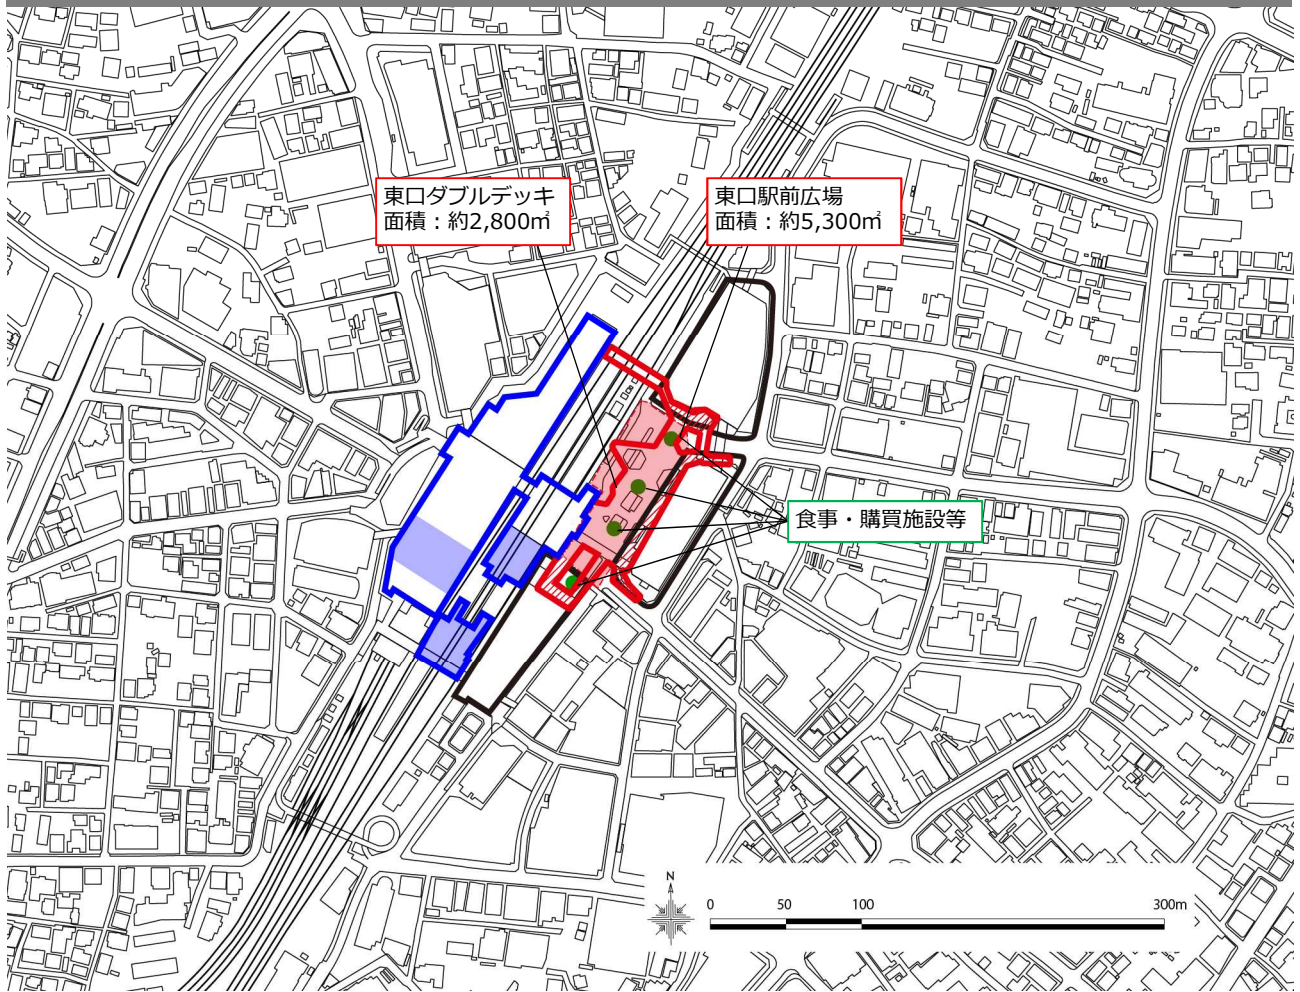 東口ダブルデッキ
面積：約2,800㎡
東口駅前広場
面積：約5,300㎡
食事・購買施設等
N
0 50 100 300m